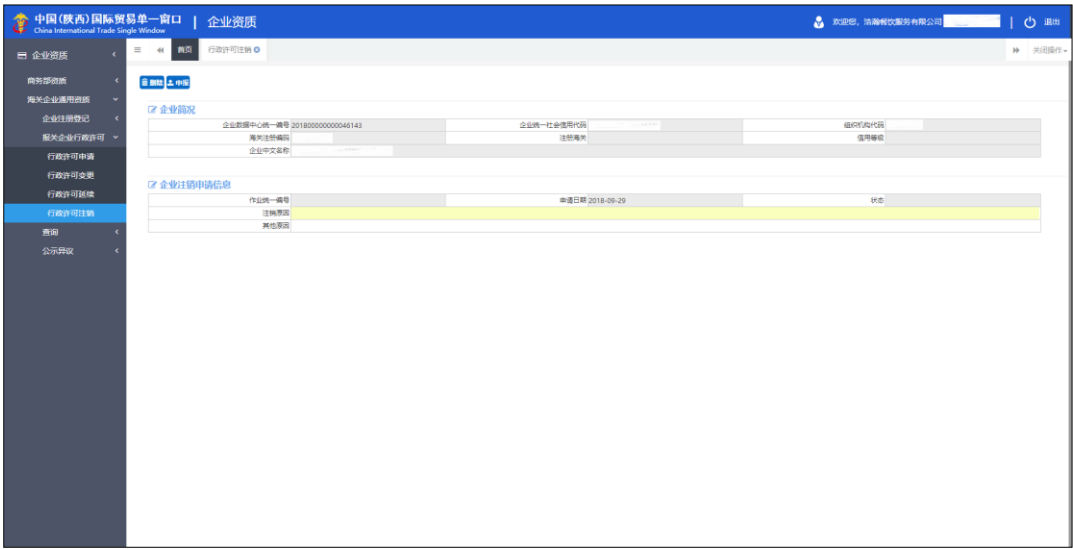 中国(陕西)国际贸易单一窗口 | 企业资质
China International Trade Single Window
欢迎您，浩瀚餐饮服务有限公司 | 退出
企业资质
首页 行政许可注销 关闭操作
商务部资质
海关企业通用资质
企业注册登记
报关企业行政许可
行政许可申请
行政许可变更
行政许可延续
行政许可注销
查询
公示异议
删除 申报
企业简况
企业数据中心统一编号 201800000000046143 企业统一社会信用代码 组织机构代码
海关注册编码 注册海关 信用等级
企业中文名称
企业注销申请信息
作业统一编号 申请日期 2018-09-29 状态
注销原因
其他原因